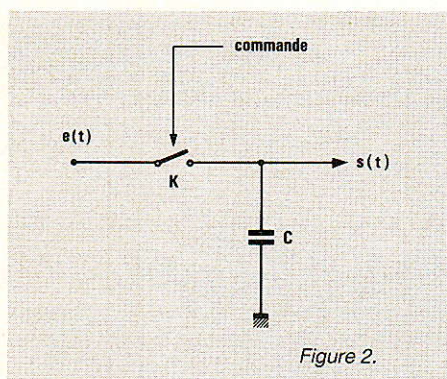 commande
e(t)
s(t)
K
C
Figure 2.